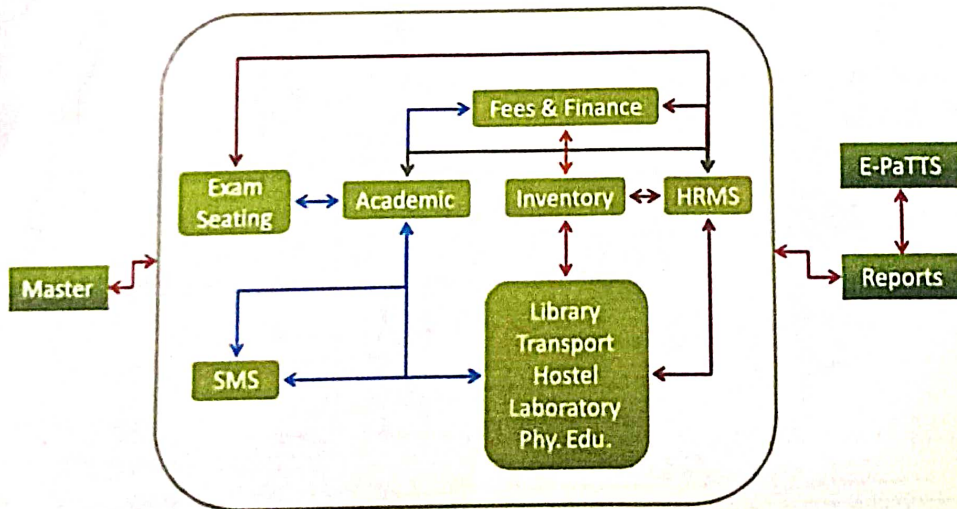 Fees & Finance
Exam
Seating
Academic
Inventory
HRMS
E-PaTTS
Master
Reports
Library
Transport
Hostel
Laboratory
Phy. Edu.
SMS